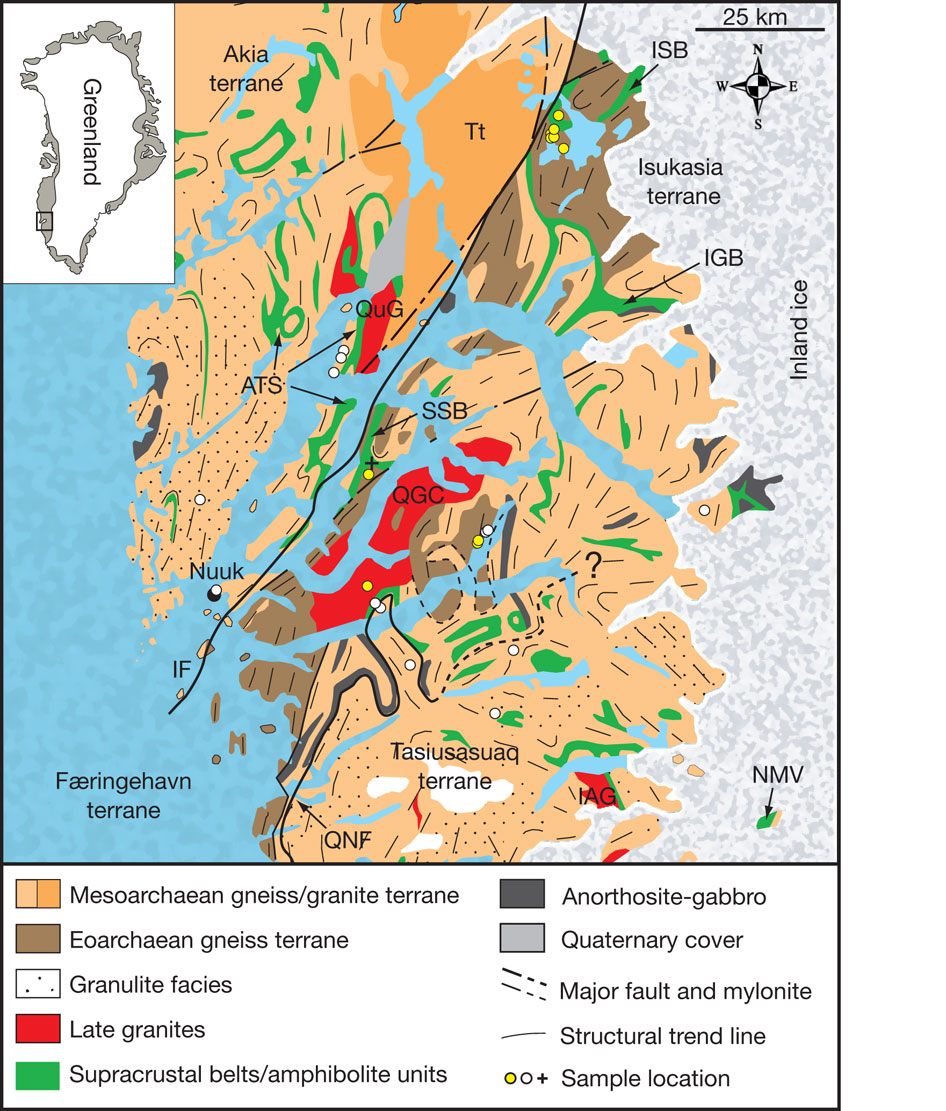 25 km
Akia
terrane
ISB
N
W
E
S
Greenland
Tt
Isukasia
terrane
IGB
QuG
Inland ice
ATS
SSB
QGC
?
Nuuk
IF
Tasiusasuaq
terrane
Færingehavn
terrane
IAG
NMV
QNF
Mesoarchaean gneiss/granite terrane
Eoarchaean gneiss terrane
Granulite facies
Late granites
Supracrustal belts/amphibolite units
Anorthosite-gabbro
Quaternary cover
Major fault and mylonite
Structural trend line
Sample location